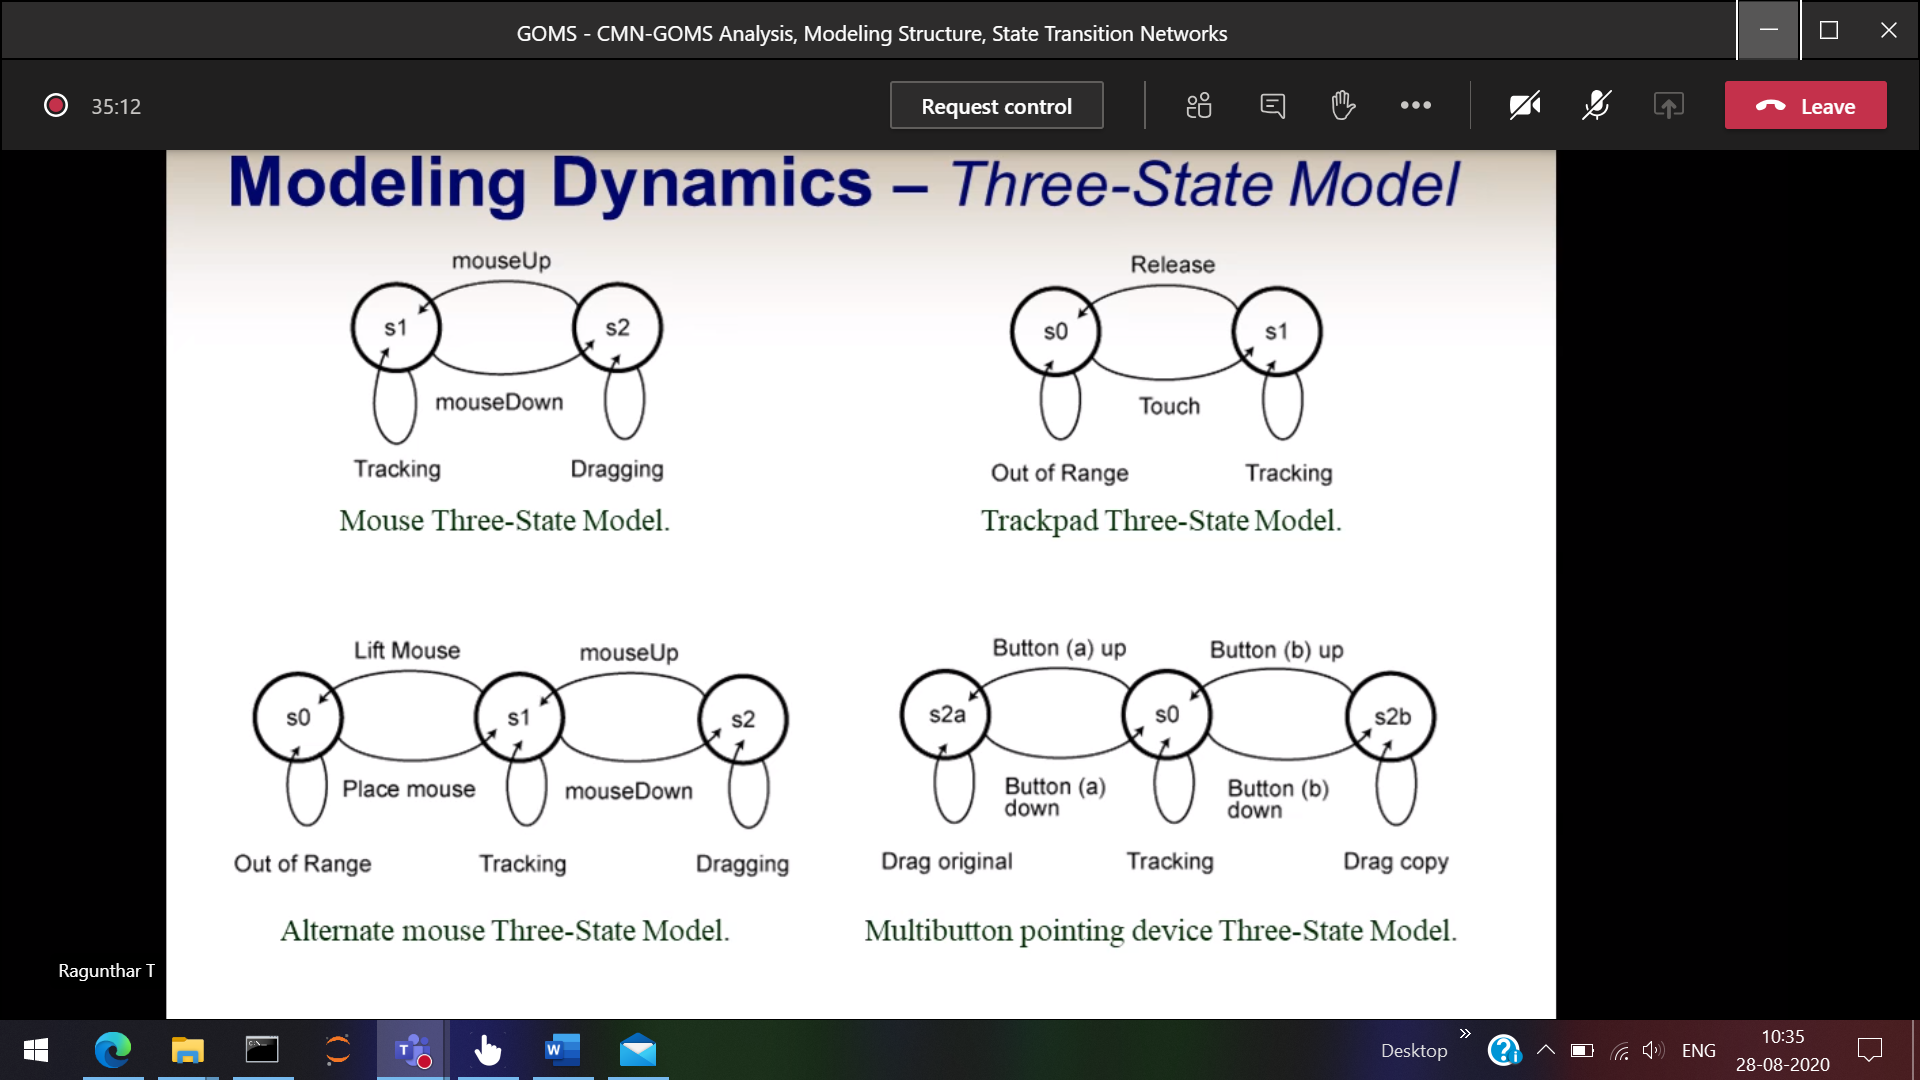 GOMS - CMN-GOMS Analysis, Modeling Structure, State Transition Networks
35:12
Request control
Leave
Modeling Dynamics – Three-State Model
mouseUp
s1
s2
mouseDown
Tracking
Dragging
Mouse Three-State Model.
Release
s0
s1
Touch
Out of Range
Tracking
Trackpad Three-State Model.
Lift Mouse
mouseUp
s0
s1
s2
Place mouse
mouseDown
Out of Range
Tracking
Dragging
Alternate mouse Three-State Model.
Button (a) up
Button (b) up
s2a
s0
s2b
Button (a)
down
Button (b)
down
Drag original
Tracking
Drag copy
Multibutton pointing device Three-State Model.
Ragunthar T
Desktop
ENG
10:35
28-08-2020